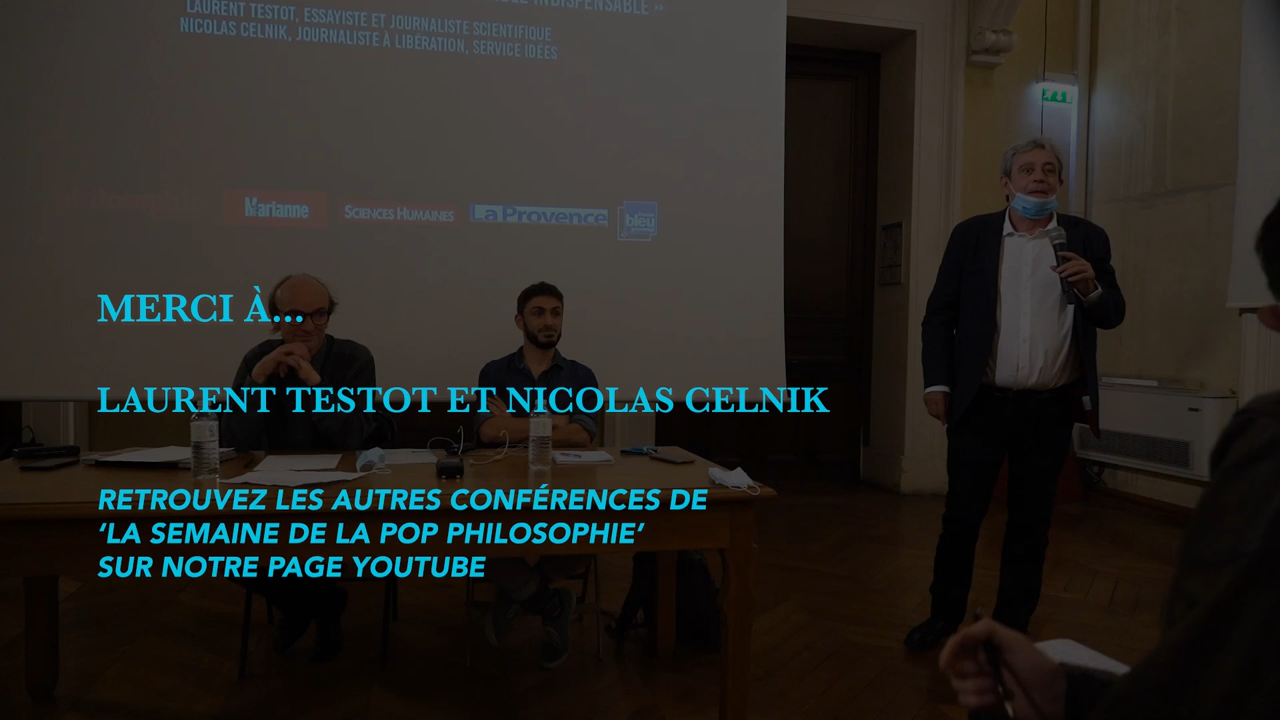 INDISPENSABLE »
LAURENT TESTOT, ESSAYISTE ET JOURNALISTE SCIENTIFIQUE
NICOLAS CELNIK, JOURNALISTE À LIBÉRATION, SERVICE IDÉES
Marianne
SCIENCES HUMAINES
La Provence
bleu
MERCI À...
LAURENT TESTOT ET NICOLAS CELNIK
RETROUVEZ LES AUTRES CONFÉRENCES DE
‘LA SEMAINE DE LA POP PHILOSOPHIE’
SUR NOTRE PAGE YOUTUBE